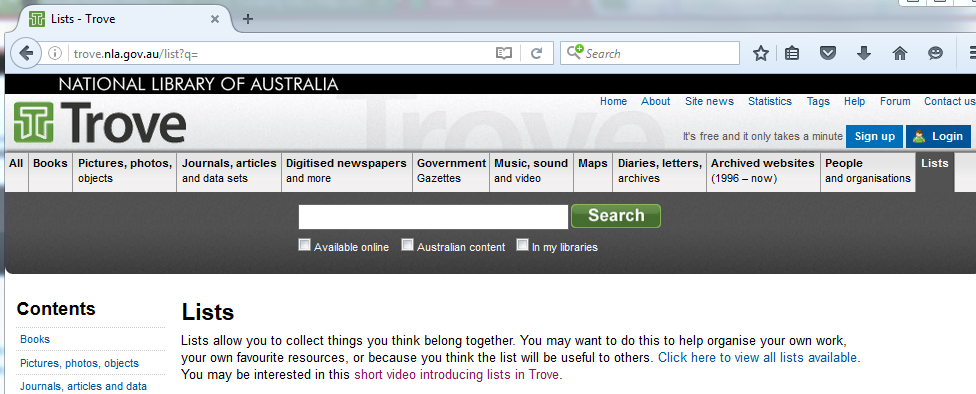 Lists - Trove
trove.nla.gov.au/list?q=
Search
NATIONAL LIBRARY OF AUSTRALIA
Trove
Home About Site news Statistics Tags Help Forum Contact us
It's free and it only takes a minute Sign up Login
All
Books
Pictures, photos,
objects
Journals, articles
and data sets
Digitised newspapers
and more
Government
Gazettes
Music, sound
and video
Maps
Diaries, letters,
archives
Archived websites
(1996 – now)
People
and organisations
Lists
Search
Available online Australian content In my libraries
Contents
Books
Pictures, photos, objects
Journals, articles and data
Lists
Lists allow you to collect things you think belong together. You may want to do this to help organise your own work,
your own favourite resources, or because you think the list will be useful to others. Click here to view all lists available.
You may be interested in this short video introducing lists in Trove.